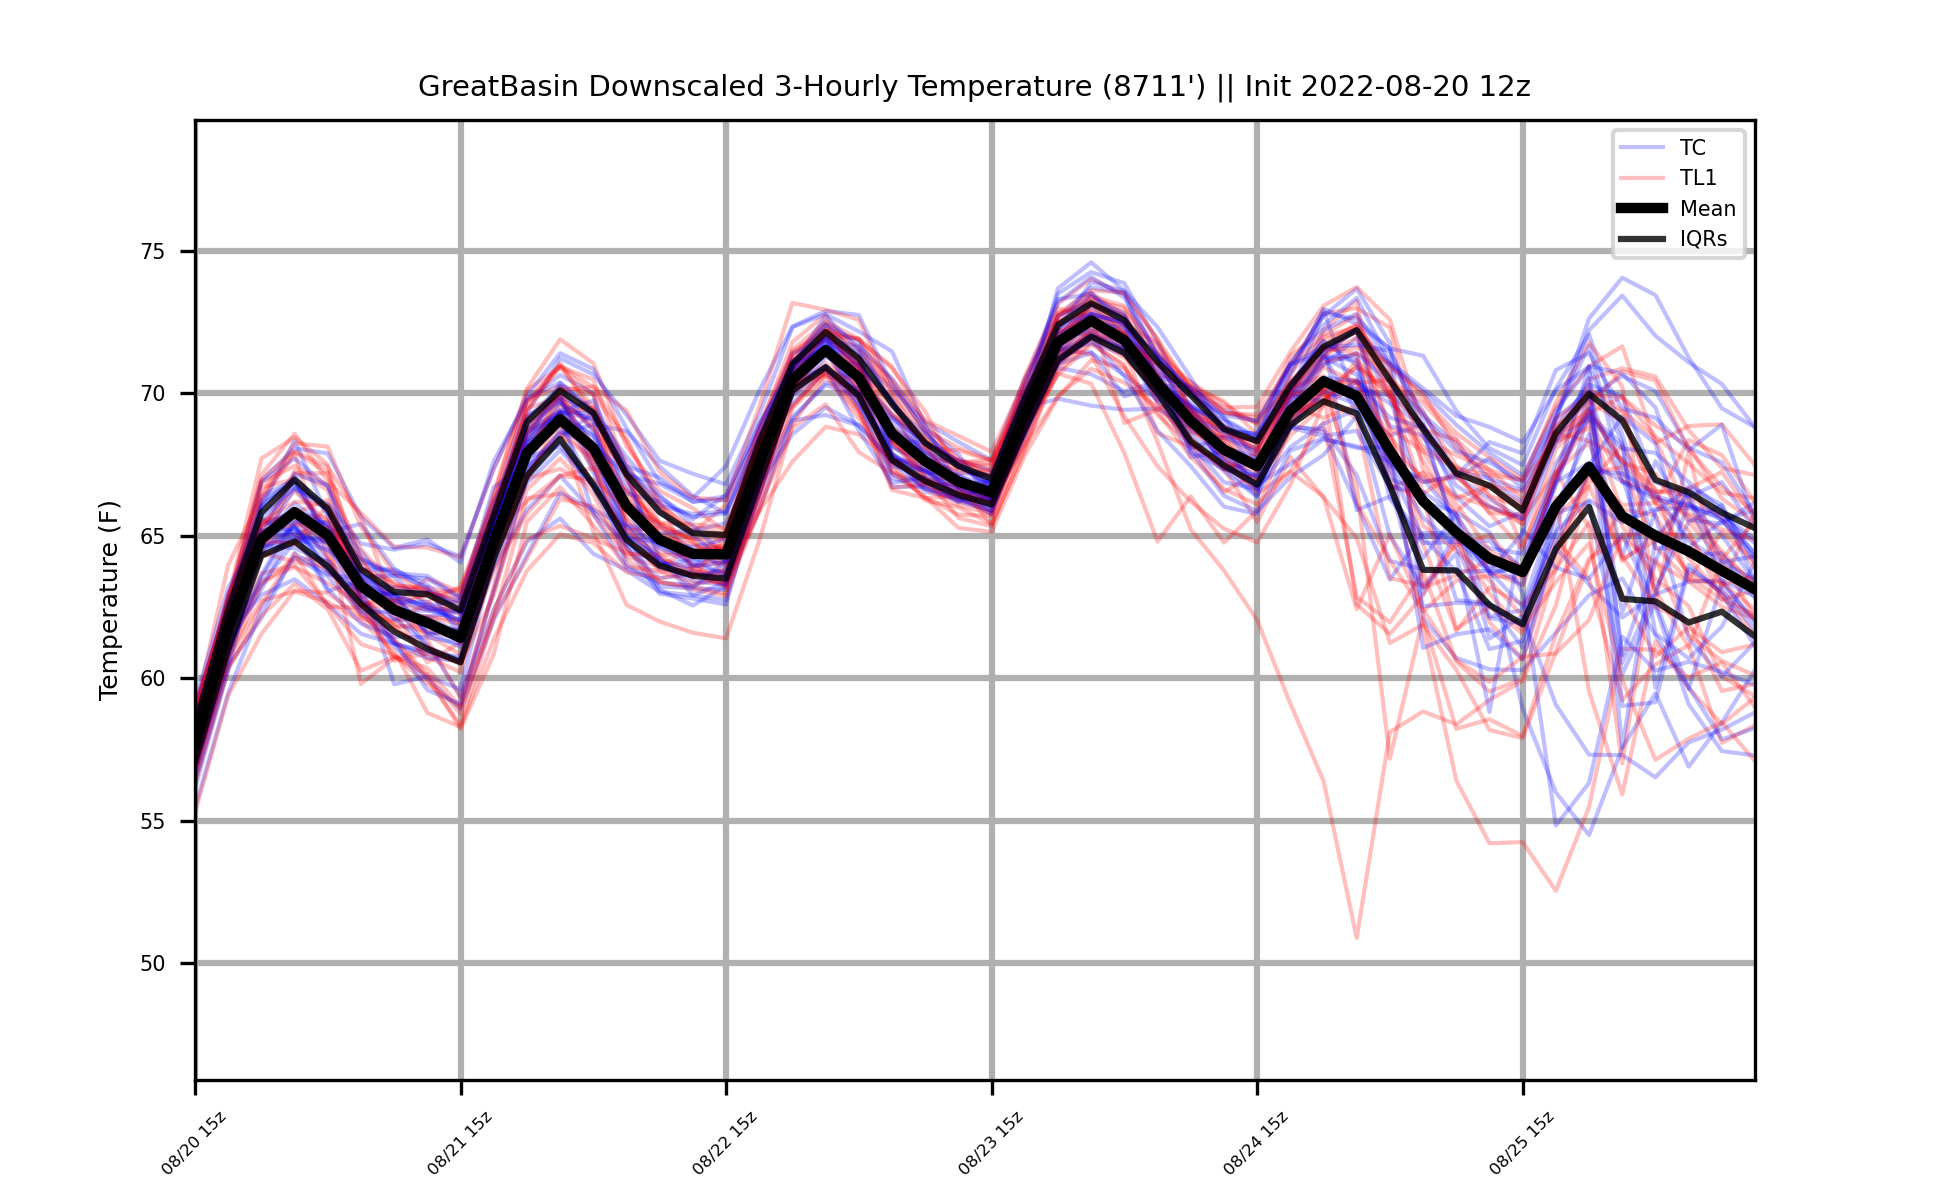 GreatBasin Downscaled 3-Hourly Temperature (8711') || Init 2022-08-20 12z
TC
TL1
Mean
IQRs
Temperature (F)
75
70
65
60
55
50
08/20 15z
08/21 15z
08/22 15z
08/23 15z
08/24 15z
08/25 15z